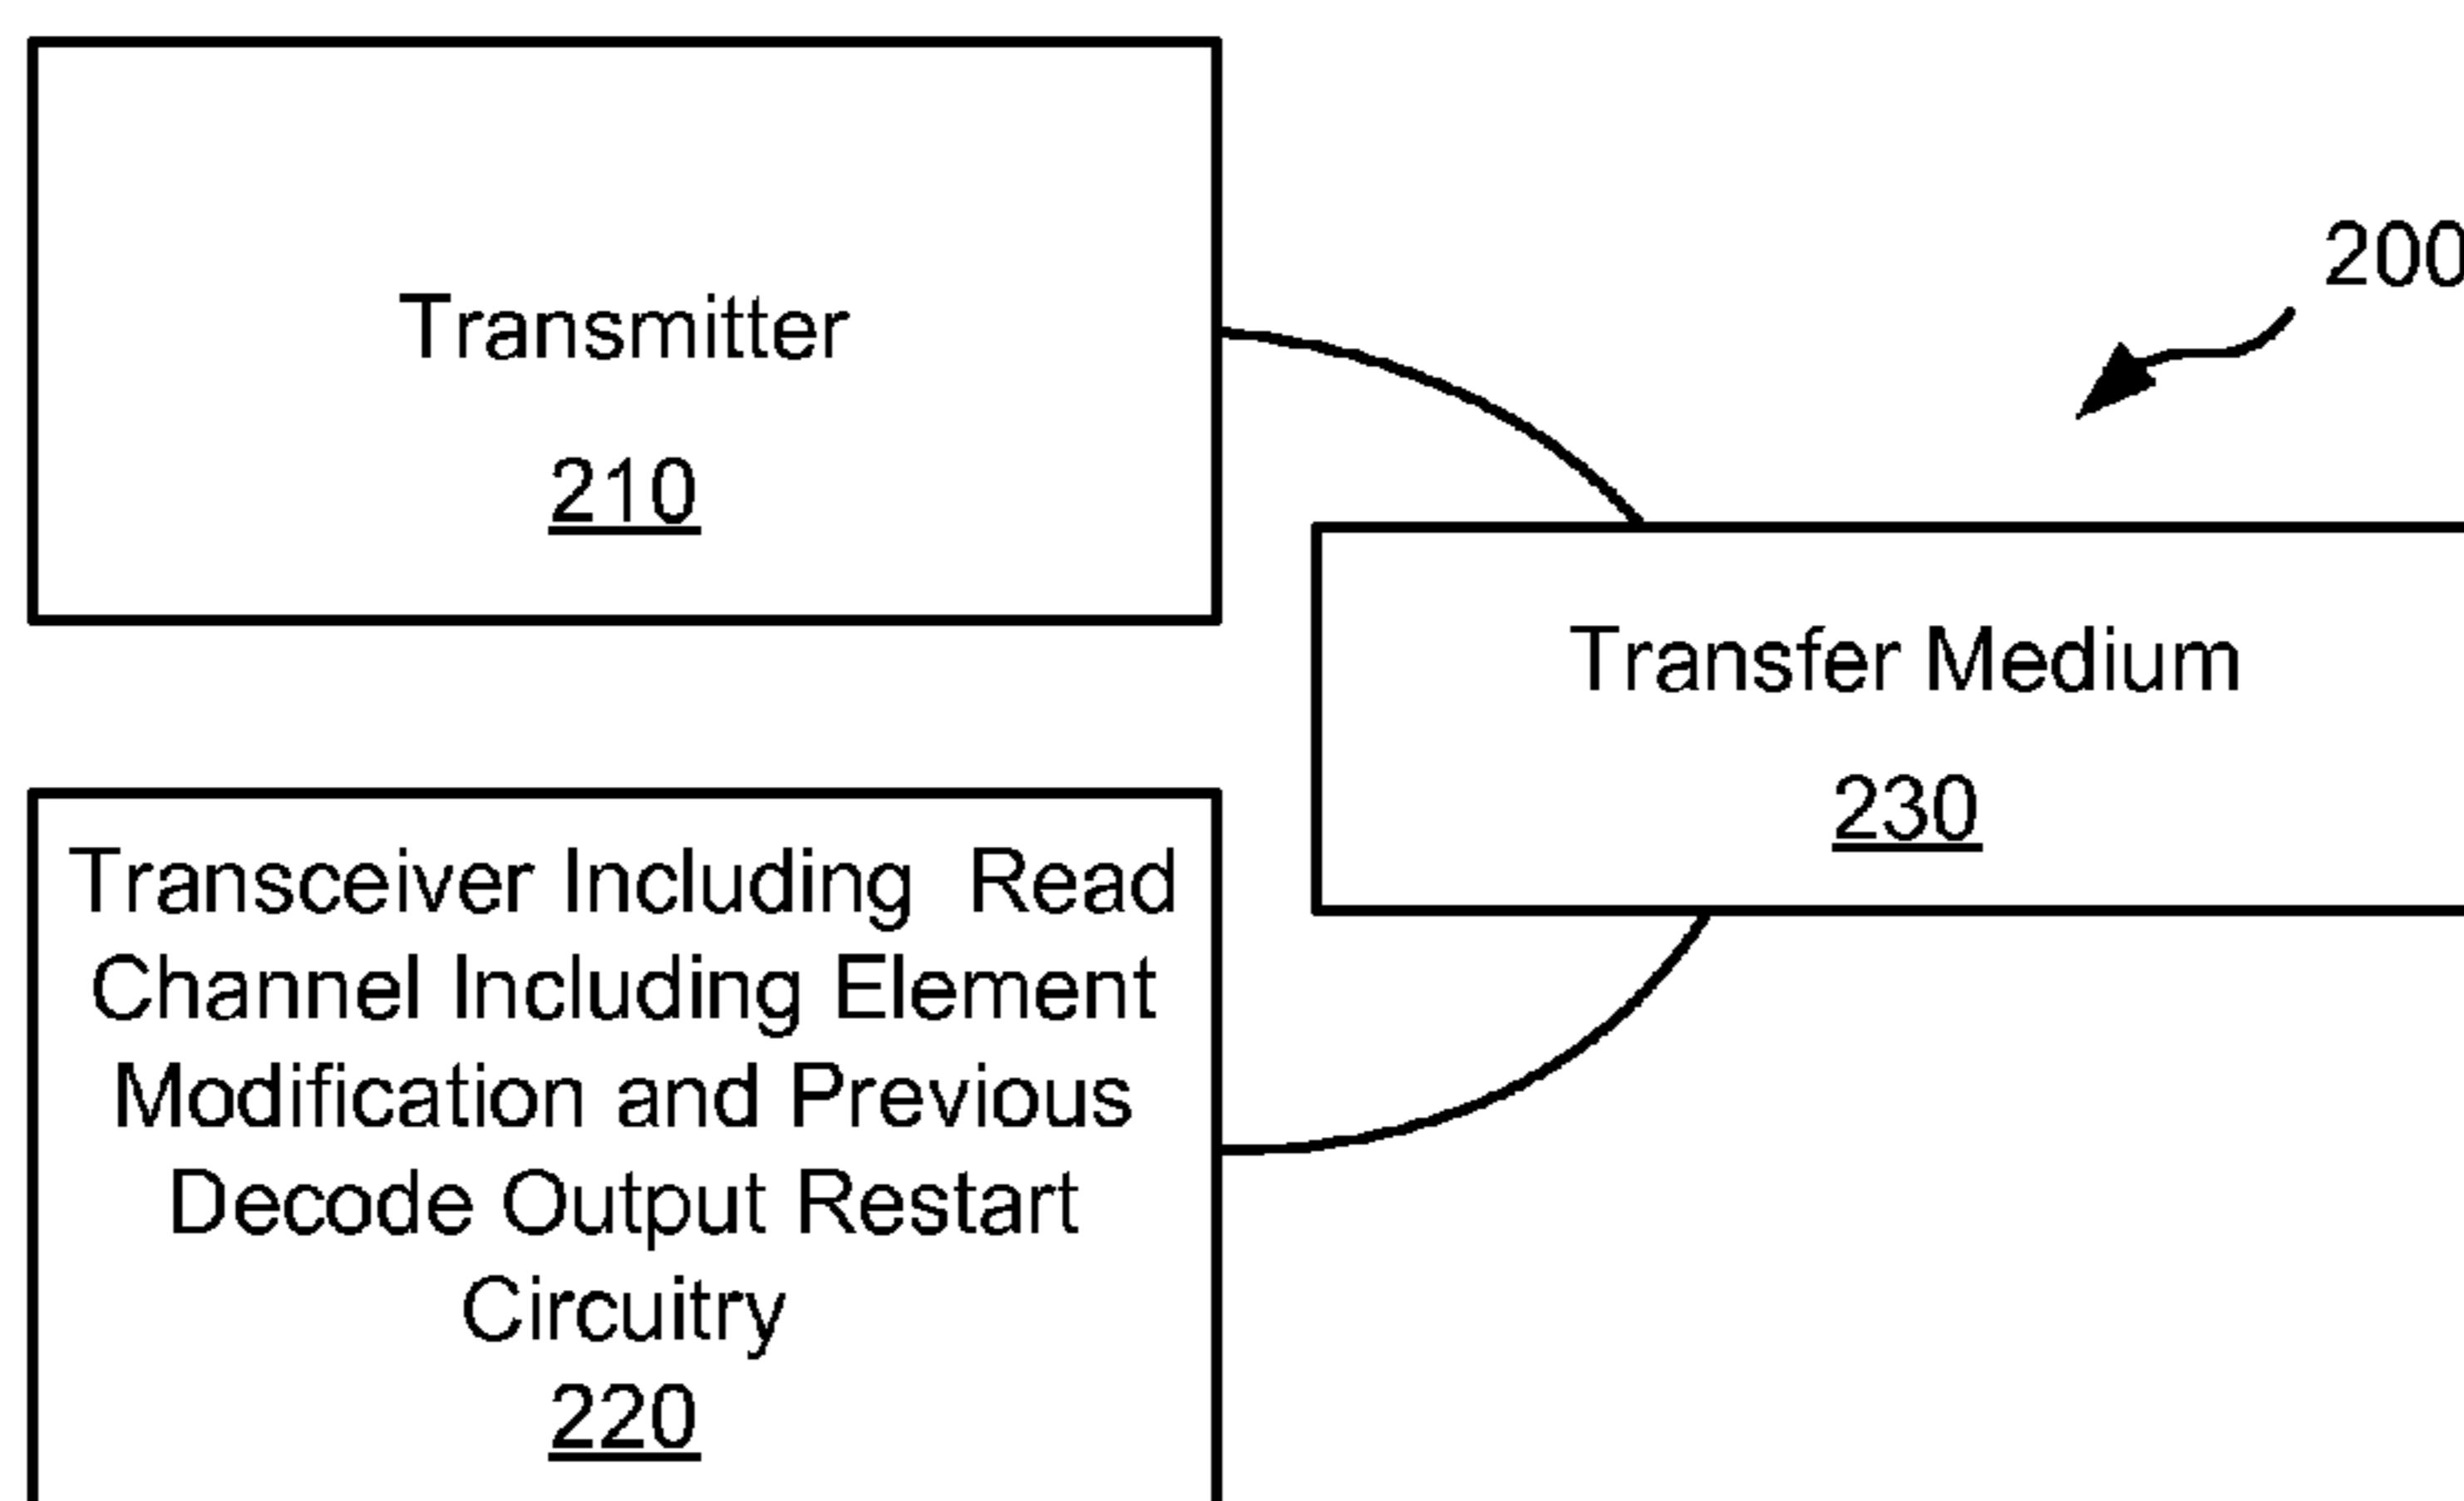 Transmitter
210
200
Transfer Medium
230
Transceiver Including Read
Channel Including Element
Modification and Previous
Decode Output Restart
Circuitry
220